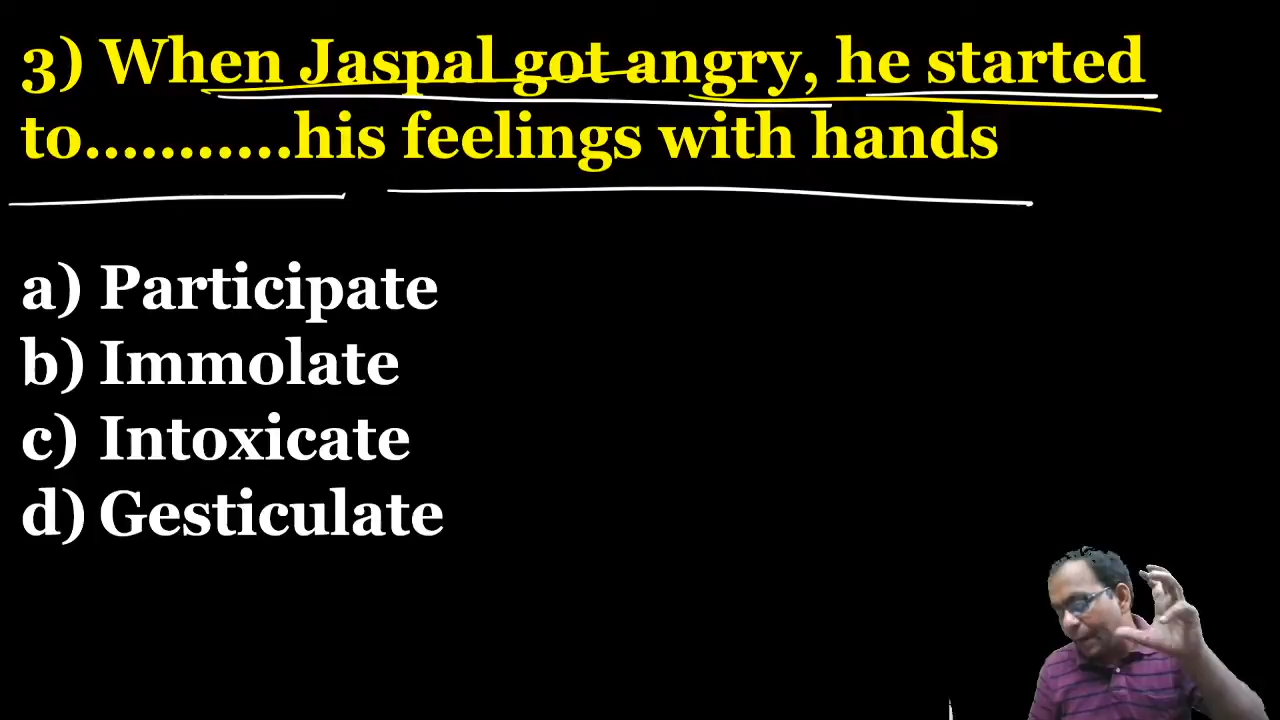 3) When Jaspal got angry, he started
to...........his feelings with hands
a) Participate
b) Immolate
c) Intoxicate
d) Gesticulate